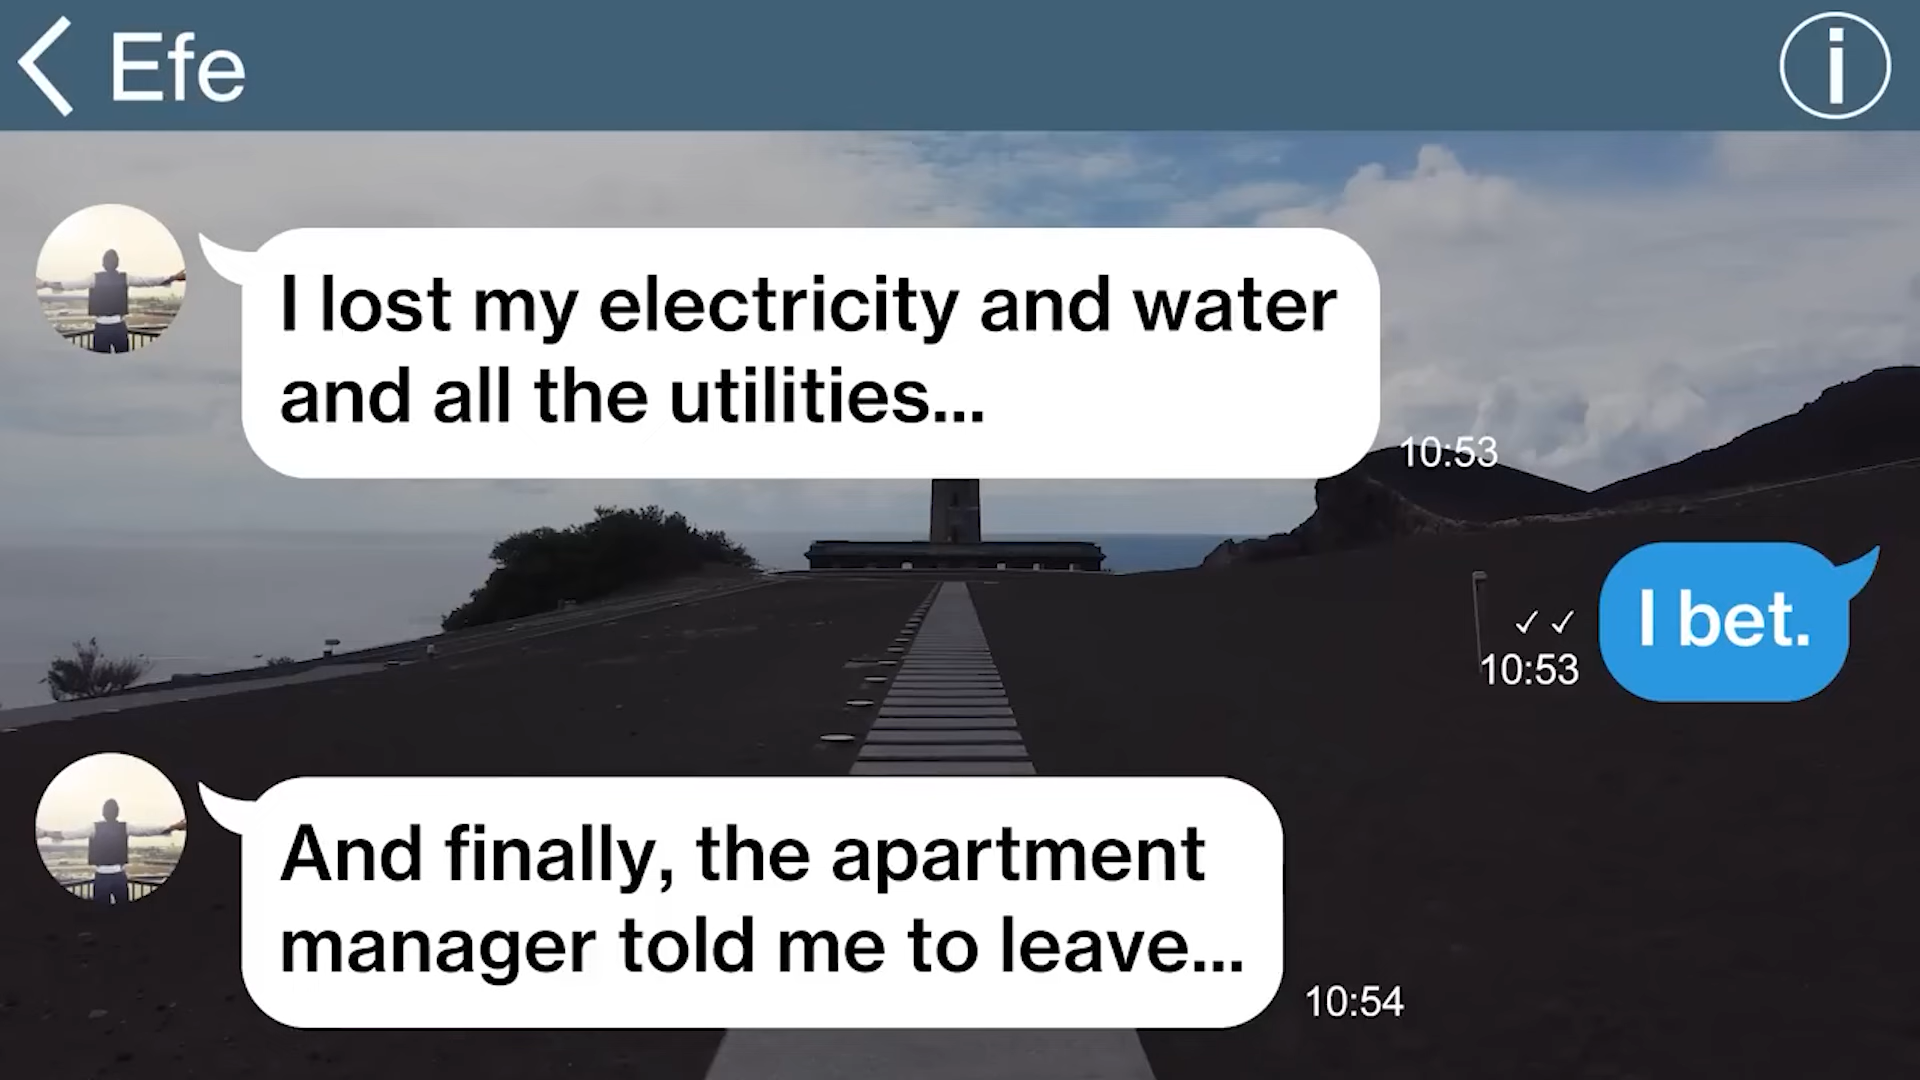 Efe
I lost my electricity and water
and all the utilities...
10:53
I bet.
10:53
And finally, the apartment
manager told me to leave...
10:54